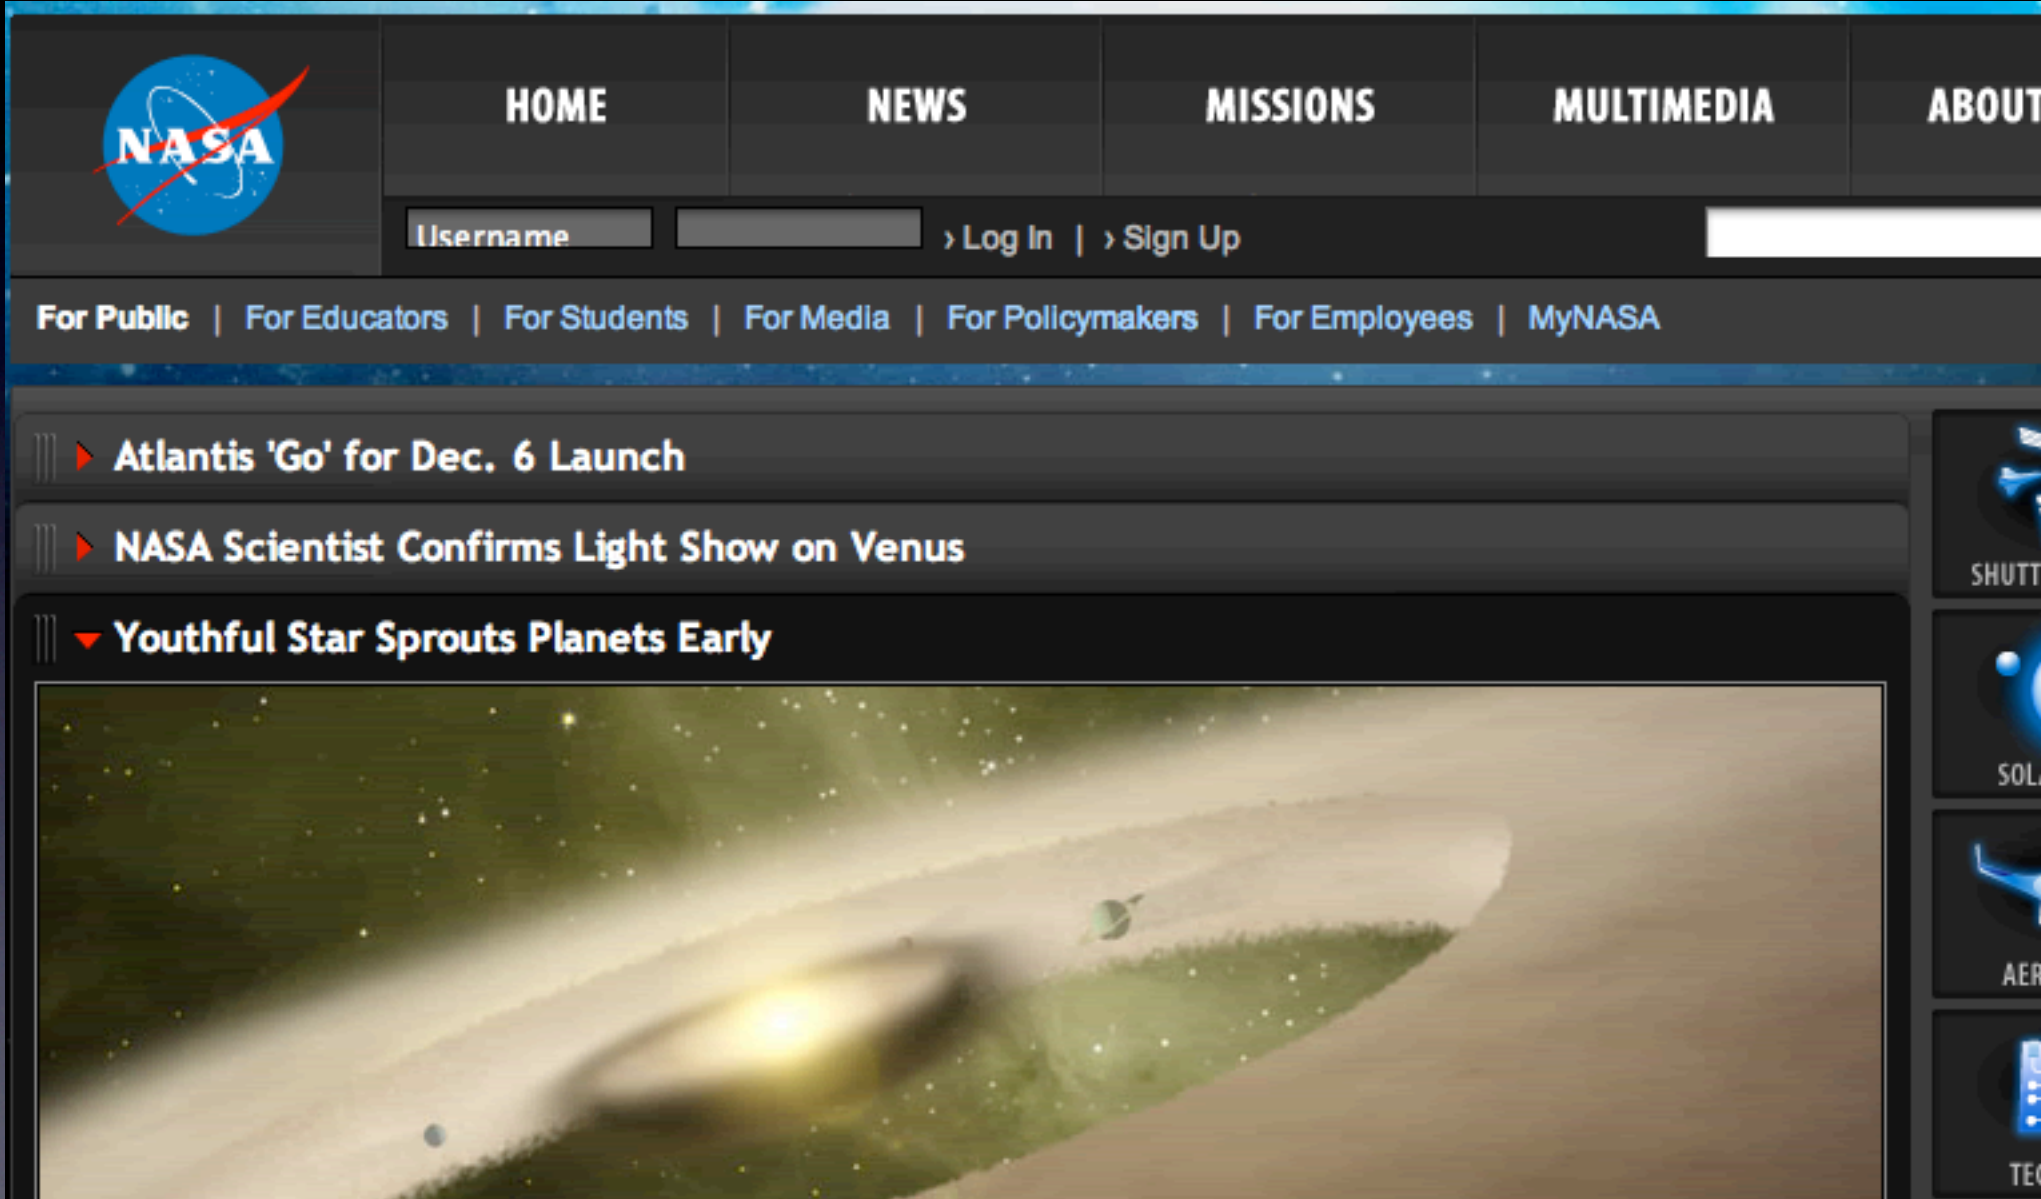 NASA
HOME NEWS MISSIONS MULTIMEDIA ABOUT
Username › Log In | › Sign Up
For Public | For Educators | For Students | For Media | For Policymakers | For Employees | MyNASA
Atlantis 'Go' for Dec. 6 Launch
NASA Scientist Confirms Light Show on Venus
Youthful Star Sprouts Planets Early